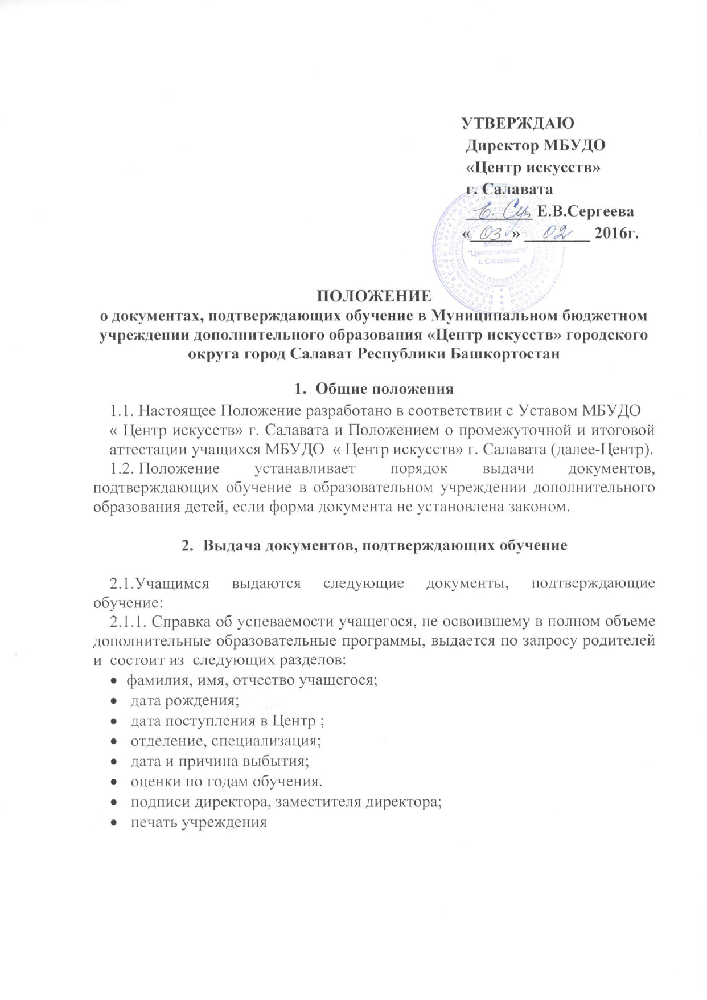 УТВЕРЖДАЮ
Директор МБУДО
«Центр искусств»
г. Салавата
Е.В.Сергеева
«03» 02 2016г.
МБУДО
"Центр искусств"
г. Салавата
ПОЛОЖЕНИЕ
о документах, подтверждающих обучение в Муниципальном бюджетном
учреждении дополнительного образования «Центр искусств» городского
округа город Салават Республики Башкортостан
1. Общие положения
1.1. Настоящее Положение разработано в соответствии с Уставом МБУДО
« Центр искусств» г. Салавата и Положением о промежуточной и итоговой
аттестации учащихся МБУДО « Центр искусств» г. Салавата (далее-Центр).
1.2. Положение устанавливает порядок выдачи документов,
подтверждающих обучение в образовательном учреждении дополнительного
образования детей, если форма документа не установлена законом.
2. Выдача документов, подтверждающих обучение
2.1.Учащимся выдаются следующие документы, подтверждающие
обучение:
2.1.1. Справка об успеваемости учащегося, не освоившему в полном объеме
дополнительные образовательные программы, выдается по запросу родителей
и состоит из следующих разделов:
• фамилия, имя, отчество учащегося;
• дата рождения;
• дата поступления в Центр ;
• отделение, специализация;
• дата и причина выбытия;
• оценки по годам обучения.
• подписи директора, заместителя директора;
• печать учреждения